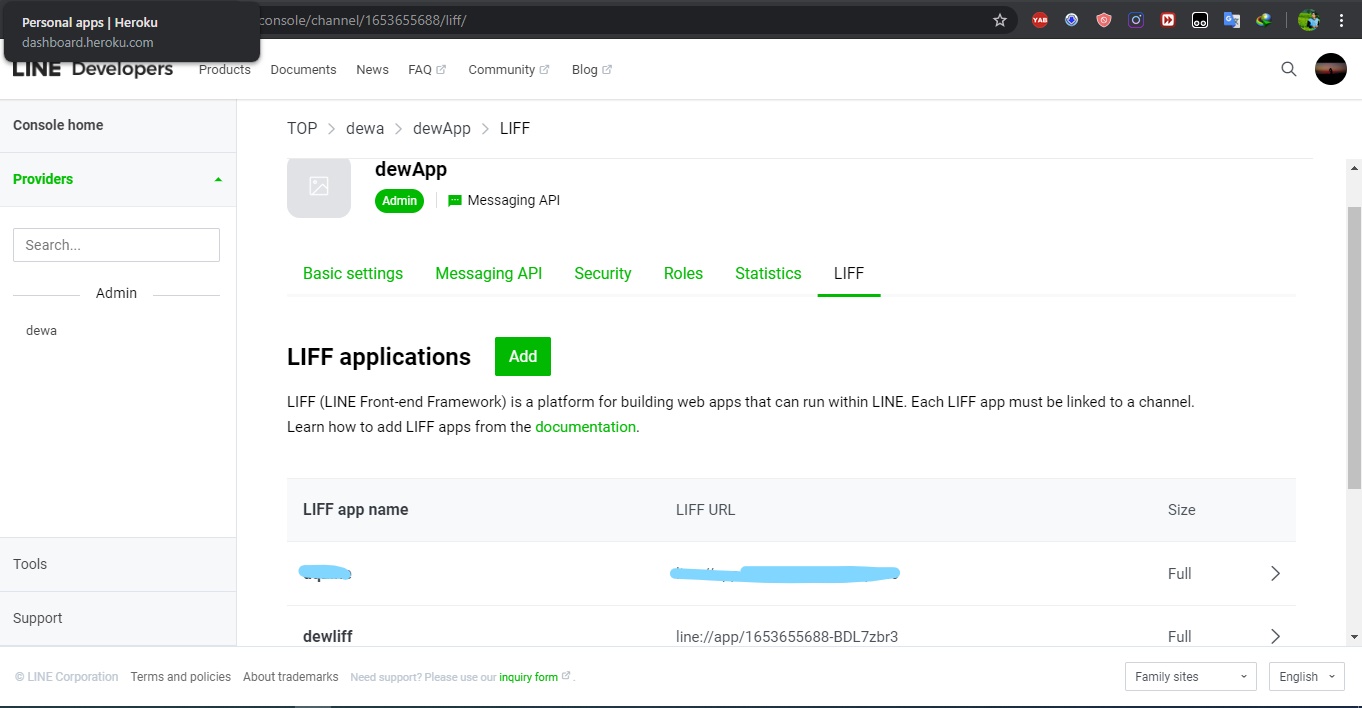 Personal apps | Heroku
dashboard.heroku.com
console/channel/1653655688/liff/
YAB
LINE Developers
Products Documents News FAQ Community Blog
Console home
Providers
Search...
Admin
dewa
Tools
Support
TOP > dewa > dewApp > LIFF
dewApp
Admin Messaging API
Basic settings Messaging API Security Roles Statistics LIFF
LIFF applications Add
LIFF (LINE Front-end Framework) is a platform for building web apps that can run within LINE. Each LIFF app must be linked to a channel.
Learn how to add LIFF apps from the documentation.
LIFF app name LIFF URL Size
Full
dewliff line://app/1653655688-BDL7zbr3 Full
© LINE Corporation Terms and policies About trademarks Need support? Please use our inquiry form .
Family sites English